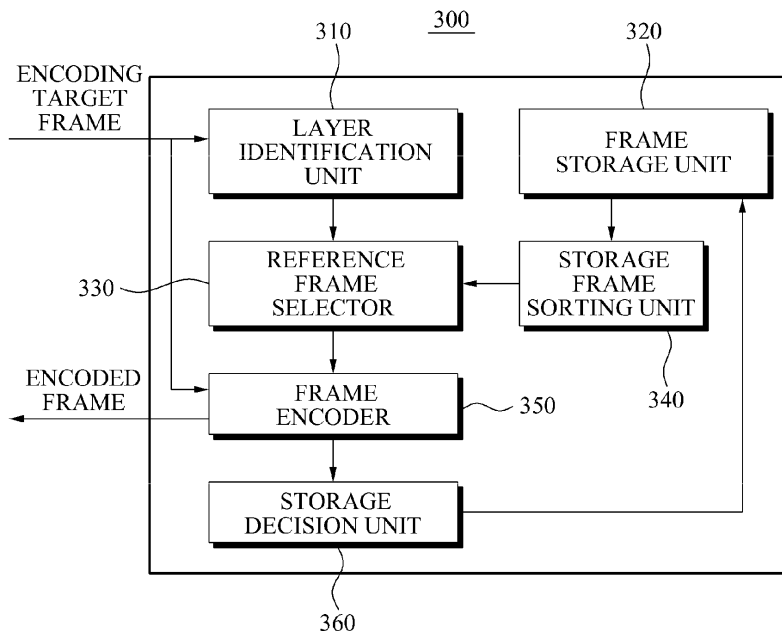 300
310
320
ENCODING
TARGET
FRAME
LAYER
IDENTIFICATION
UNIT
FRAME
STORAGE UNIT
330
REFERENCE
FRAME
SELECTOR
STORAGE
FRAME
SORTING UNIT
340
ENCODED
FRAME
FRAME
ENCODER
350
STORAGE
DECISION UNIT
360